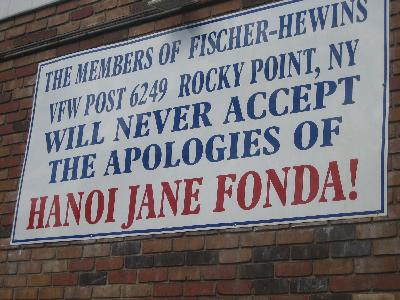 THE MEMBERS OF FISCHER-HEWINS
VFW POST 6249 ROCKY POINT, NY
WILL NEVER ACCEPT
THE APOLOGIES OF
HANOI JANE FONDA!